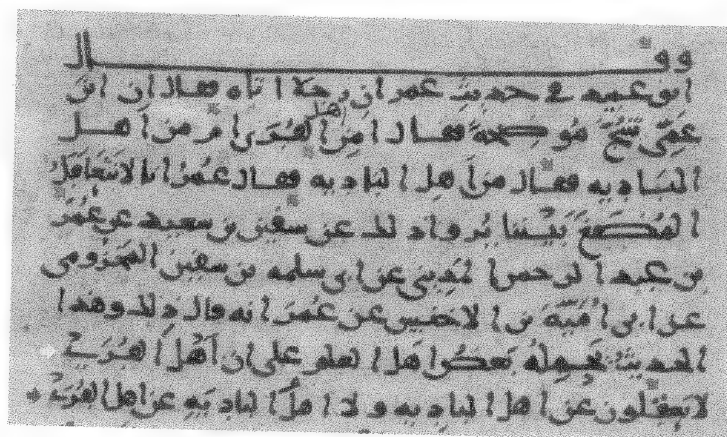 وقال
ابو عبيد في حديث عمر ان رجلا اتاه فقال ان ابن
عمي شج موضحة فقال امن اهل القرى ام من اهل
البادية فقال من اهل البادية فقال عمر انا لا نتعاقل
المضغ بيننا يروا ذلك عن سفين بن سعيد عن عمر
بن عبد الرحمن المديني عن ابي سلمة بن سفين المخزومي
عن ابي امية بن الاخنس عن عمر انه قال ذلك وهذا
الحديث يحمله بعض اهل العلم على ان اهل القرى
لا يعقلون عن اهل البادية ولا اهل البادية عن اهل القرى